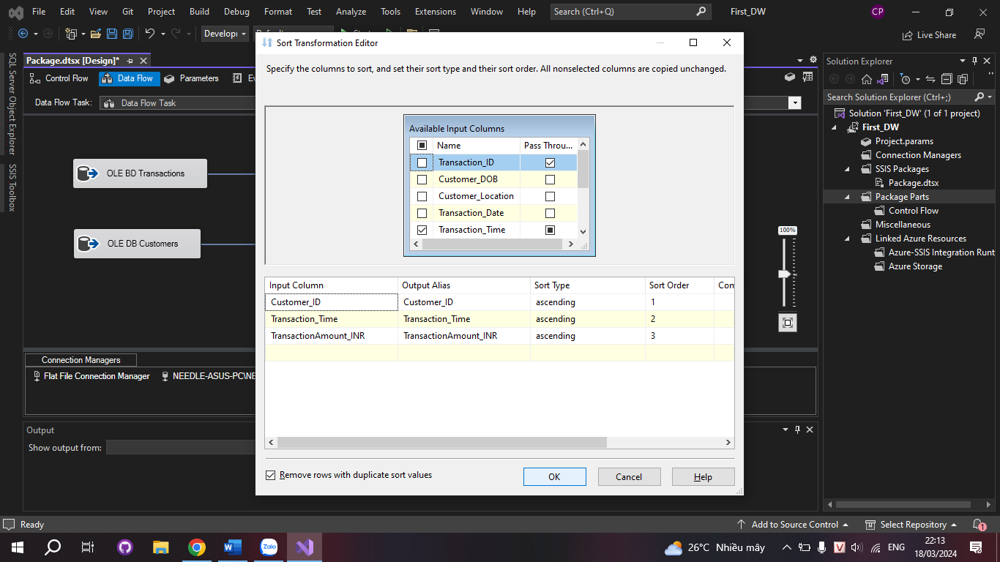 File Edit View Git Project Build Debug Format Test Analyze Tools Extensions Window Help Search (Ctrl+Q) First_DW CP
Developı
Live Share
SQL Server Object Explorer
SSIS Toolbox
Package.dtsx [Design]*
Control Flow Data Flow Parameters
Data Flow Task: Data Flow Task
OLE BD Transactions
OLE DB Customers
100%
Connection Managers
Flat File Connection Manager NEEDLE-ASUS-PC\NE
Output
Show output from:
Sort Transformation Editor
Specify the columns to sort, and set their sort type and their sort order. All nonselected columns are copied unchanged.
Available Input Columns
Name Pass Throu...
Transaction_ID
Customer_DOB
Customer_Location
Transaction_Date
Transaction_Time
Input Column Output Alias Sort Type Sort Order Com
Customer_ID Customer_ID ascending 1
Transaction_Time Transaction_Time ascending 2
TransactionAmount_INR TransactionAmount_INR ascending 3
Remove rows with duplicate sort values OK Cancel Help
Solution Explorer
Search Solution Explorer (Ctrl+;)
Solution 'First_DW' (1 of 1 project)
First_DW
Project.params
Connection Managers
SSIS Packages
Package.dtsx
Package Parts
Control Flow
Miscellaneous
Linked Azure Resources
Azure-SSIS Integration Runt
Azure Storage
Ready Add to Source Control Select Repository 1
Zalo 26°C Nhiều mây V ENG 22:13
18/03/2024